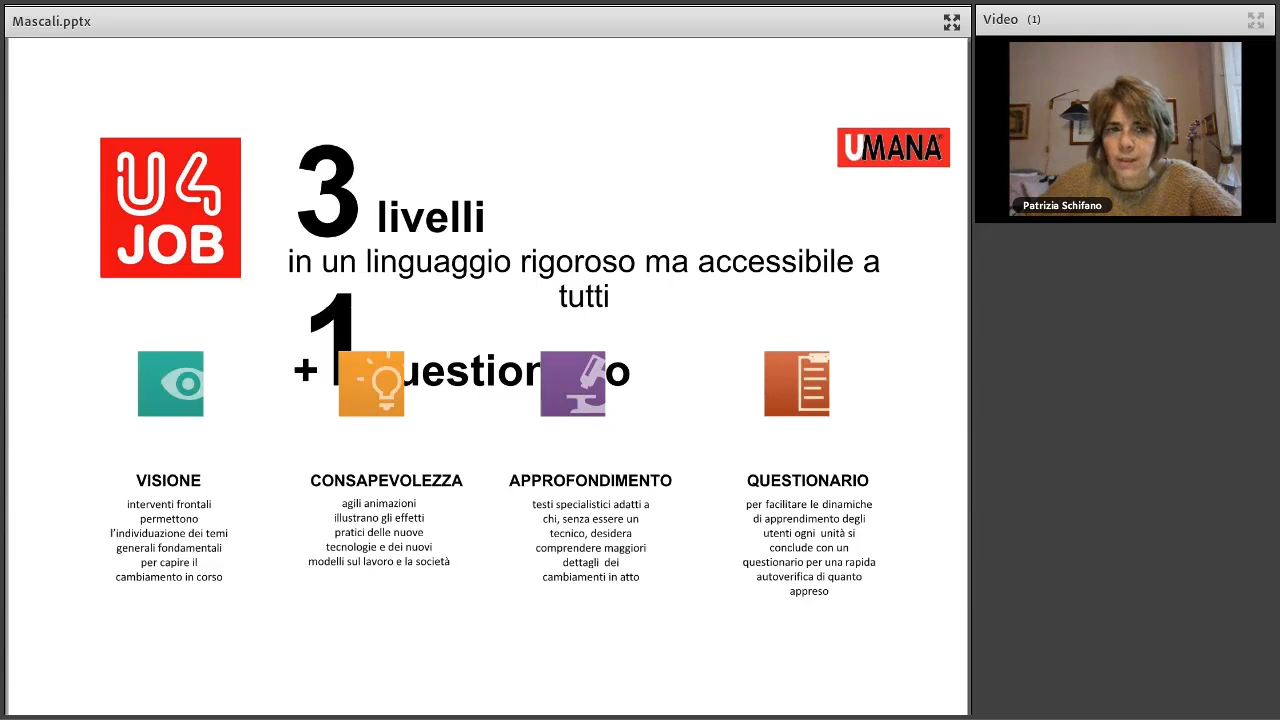 Mascali.pptx
Video (1)
Patrizia Schifano
UMANA
U4
JOB
3 livelli
in un linguaggio rigoroso ma accessibile a
tutti
+ 1
VISIONE
interventi frontali
permettono
l'individuazione dei temi
generali fondamentali
per capire il
cambiamento in corso
CONSAPEVOLEZZA
agili animazioni
illustrano gli effetti
pratici delle nuove
tecnologie e dei nuovi
modelli sul lavoro e la società
APPROFONDIMENTO
testi specialistici adatti a
chi, senza essere un
tecnico, desidera
comprendere maggiori
dettagli dei
cambiamenti in atto
QUESTIONARIO
per facilitare le dinamiche
di apprendimento degli
utenti ogni unità si
conclude con un
questionario per una rapida
autoverifica di quanto
appreso